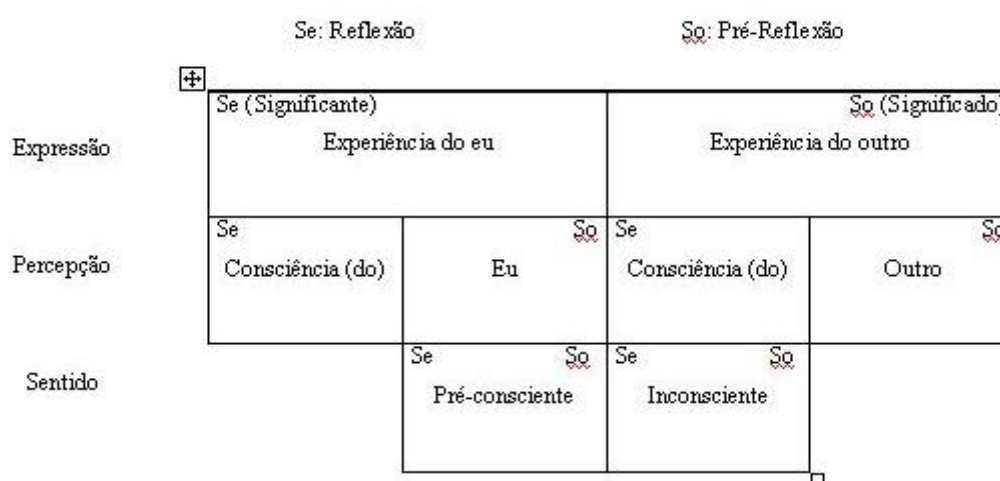 Se: Reflexão So: Pré-Reflexão
Se (Significante) So (Significado)
Expressão Experiência do eu Experiência do outro
Se So Se So
Percepção Consciência (do) Eu Consciência (do) Outro
Se So Se So
Sentido Pré-consciente Inconsciente